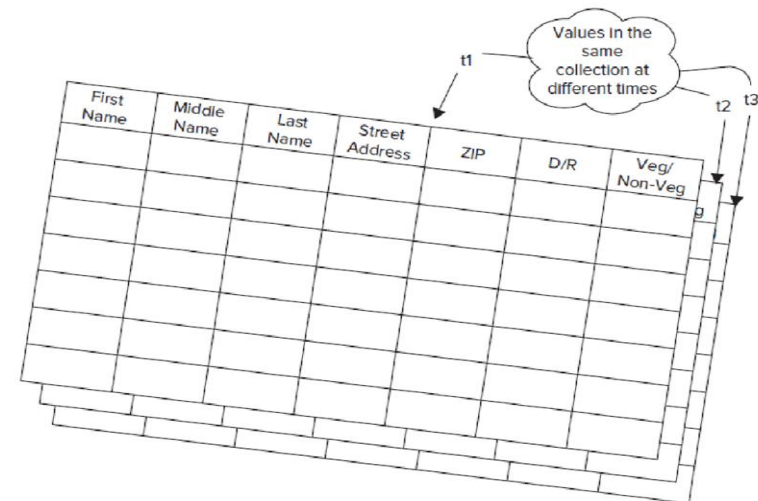 Values in the
same
collection at
different times
t1
t2
t3
First
Name
Middle
Name
Last
Name
Street
Address
ZIP
D/R
Veg/
Non-Veg
g